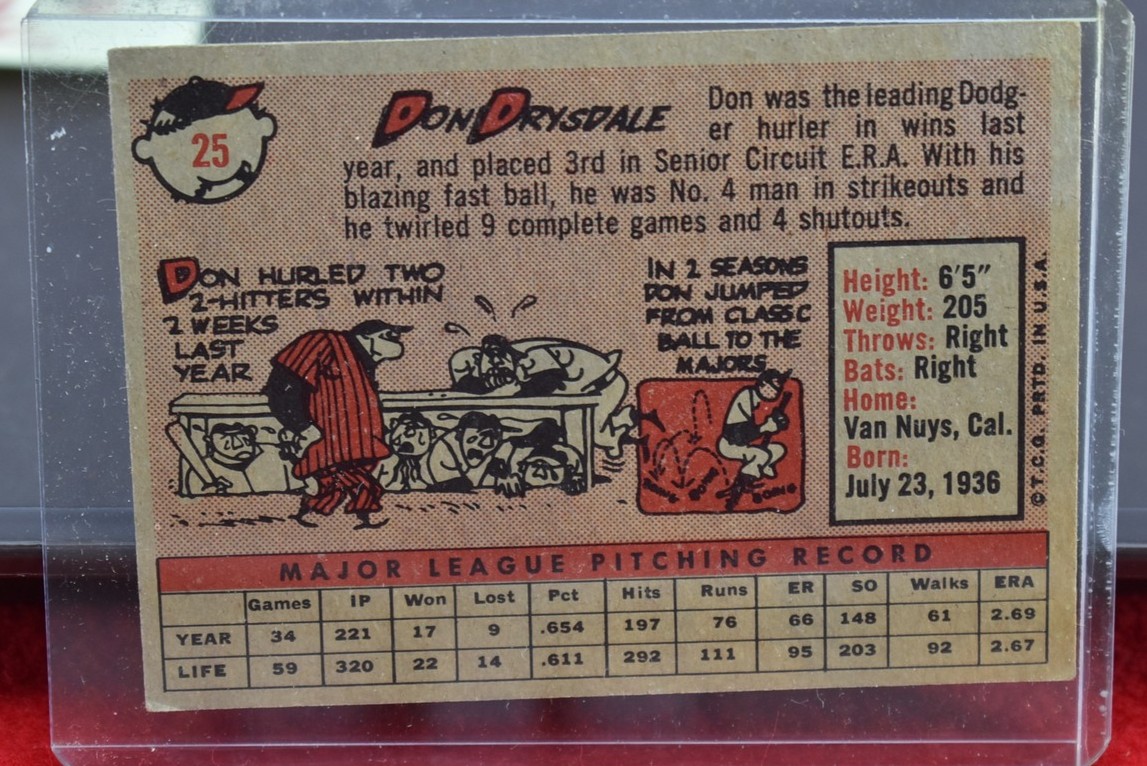 25
DON DRYSDALE
Don was the leading Dodg-
er hurler in wins last
year, and placed 3rd in Senior Circuit E.R.A. With his
blazing fast ball, he was No. 4 man in strikeouts and
he twirled 9 complete games and 4 shutouts.
DON HURLED TWO
2-HITTERS WITHIN
2 WEEKS
LAST
YEAR
IN 2 SEASONS
DON JUMPED
FROM CLASS C
BALL TO THE
MAJORS
BOING
Height: 6'5"
Weight: 205
Throws: Right
Bats: Right
Home:
Van Nuys, Cal.
Born:
July 23, 1936
© T.C.G. PRTD. IN U.S.A.
MAJOR LEAGUE PITCHING RECORD
Games IP Won Lost Pct Hits Runs ER SO Walks ERA
YEAR 34 221 17 9 .654 197 76 66 148 61 2.69
LIFE 59 320 22 14 .611 292 111 95 203 92 2.67